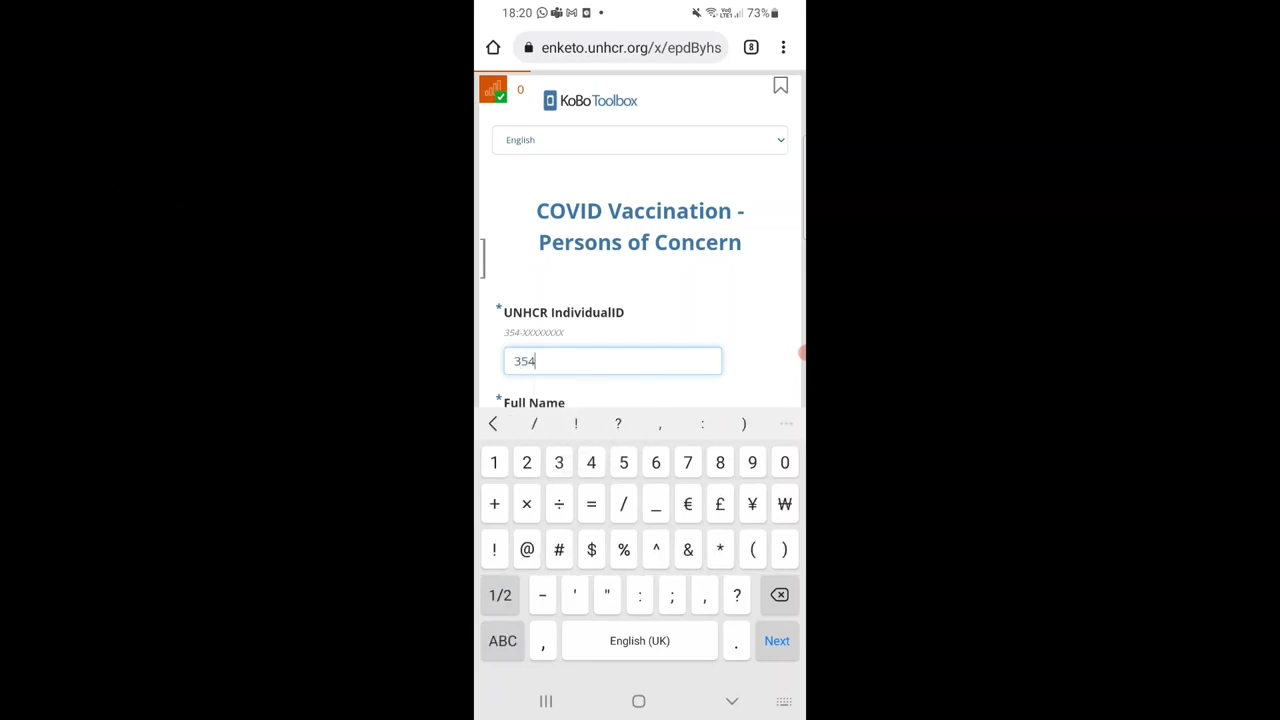 18:20 73%
enketo.unhcr.org/x/epdByhs 8
0 KoBoToolbox
English
COVID Vaccination -
Persons of Concern
* UNHCR IndividualID
354-XXXXXXXX
354
* Full Name
/ ! ? , : )
1 2 3 4 5 6 7 8 9 0
+ × ÷ = / _ € £ ¥ ₩
! @ # $ % ^ & * ( )
1/2 - ' " : ; , ?
ABC , English (UK) . Next